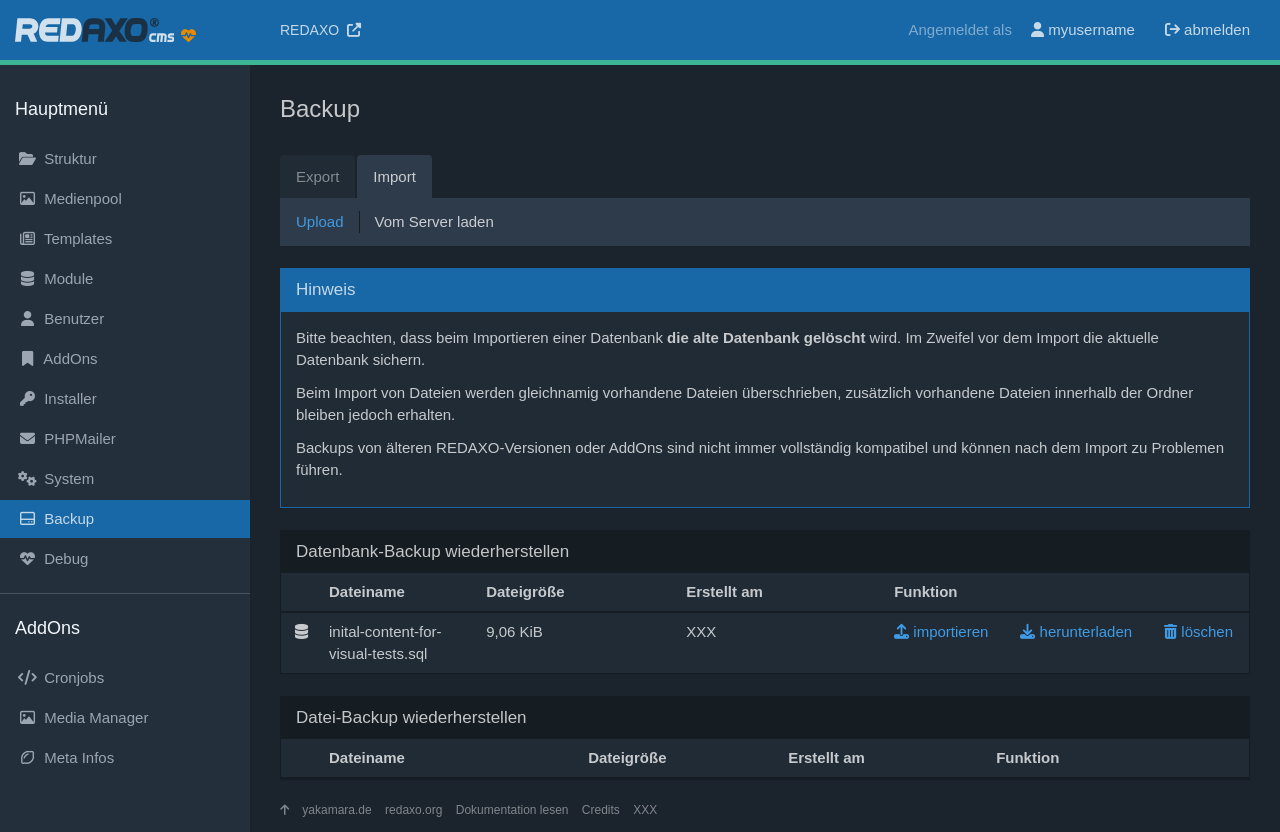 REDAXO® cms
REDAXO
Angemeldet als myusername abmelden
Hauptmenü
Struktur
Medienpool
Templates
Module
Benutzer
AddOns
Installer
PHPMailer
System
Backup
Debug
AddOns
Cronjobs
Media Manager
Meta Infos
Backup
Export Import
Upload Vom Server laden
Hinweis
Bitte beachten, dass beim Importieren einer Datenbank die alte Datenbank gelöscht wird. Im Zweifel vor dem Import die aktuelle
Datenbank sichern.
Beim Import von Dateien werden gleichnamig vorhandene Dateien überschrieben, zusätzlich vorhandene Dateien innerhalb der Ordner
bleiben jedoch erhalten.
Backups von älteren REDAXO-Versionen oder AddOns sind nicht immer vollständig kompatibel und können nach dem Import zu Problemen
führen.
Datenbank-Backup wiederherstellen
Dateiname Dateigröße Erstellt am Funktion
inital-content-for- 9,06 KiB XXX importieren herunterladen löschen
visual-tests.sql
Datei-Backup wiederherstellen
Dateiname Dateigröße Erstellt am Funktion
yakamara.de redaxo.org Dokumentation lesen Credits XXX